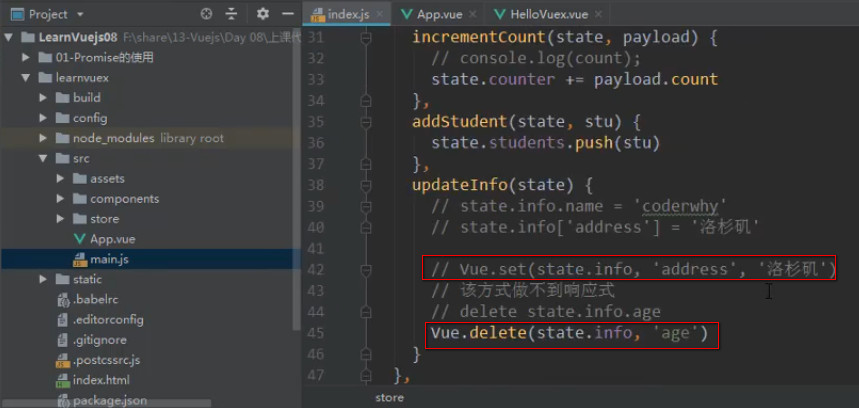 Project
LearnVuejs08 F:\share\13-Vuejs\Day 08\上课代
01-Promise的使用
learnvuex
build
config
node_modules library root
src
assets
components
store
App.vue
main.js
static
.babelrc
.editorconfig
.gitignore
.postcssrc.js
index.html
package.json
index.js
App.vue
HelloVuex.vue
31 incrementCount(state, payload) {
32 // console.log(count);
33 state.counter += payload.count
34 },
35 addStudent(state, stu) {
36 state.students.push(stu)
37 },
38 updateInfo(state) {
39 // state.info.name = 'coderwhy'
40 // state.info['address'] = '洛杉矶'
41
42 // Vue.set(state.info, 'address', '洛杉矶')
43 // 该方式做不到响应式
44 // delete state.info.age
45 Vue.delete(state.info, 'age')
46 }
47 },
store